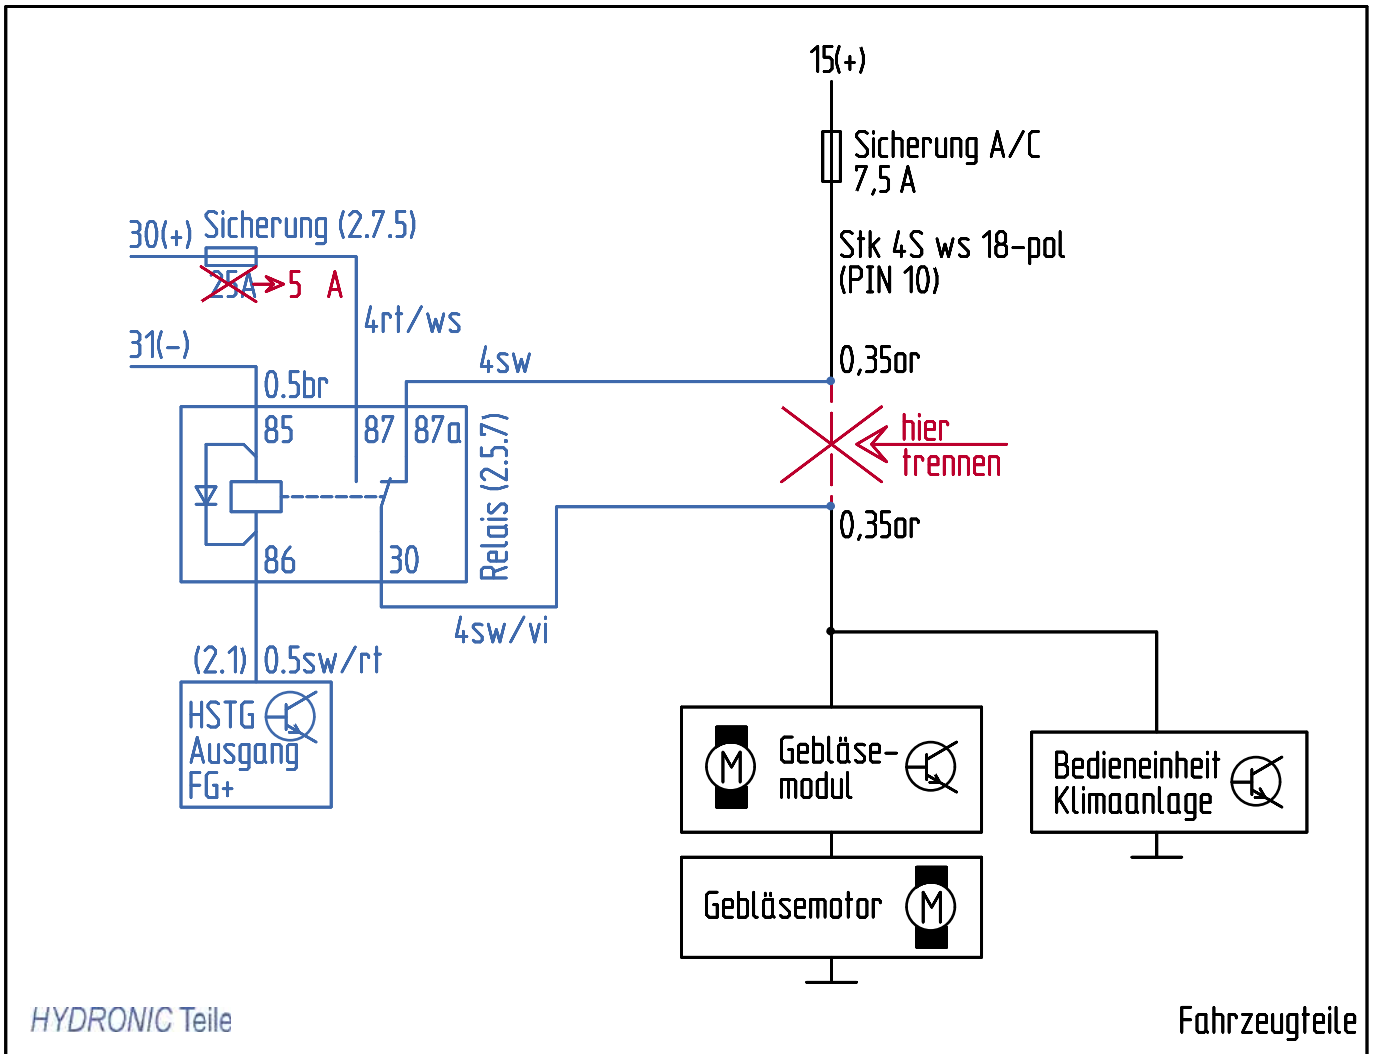 15(+)
Sicherung A/C
7,5 A
Sicherung (2.7.5)
30(+)
25A
5 A
Stk 4S ws 18-pol
(PIN 10)
4rt/ws
31(-)
4sw
0,35or
0.5br
85
87
87a
hier
trennen
Relais (2.5.7)
0,35or
86
30
4sw/vi
(2.1)
0.5sw/rt
HSTG
Ausgang
FG+
M
Gebläse-
modul
Bedieneinheit
Klimaanlage
Gebläsemotor
M
HYDRONIC Teile
Fahrzeugteile